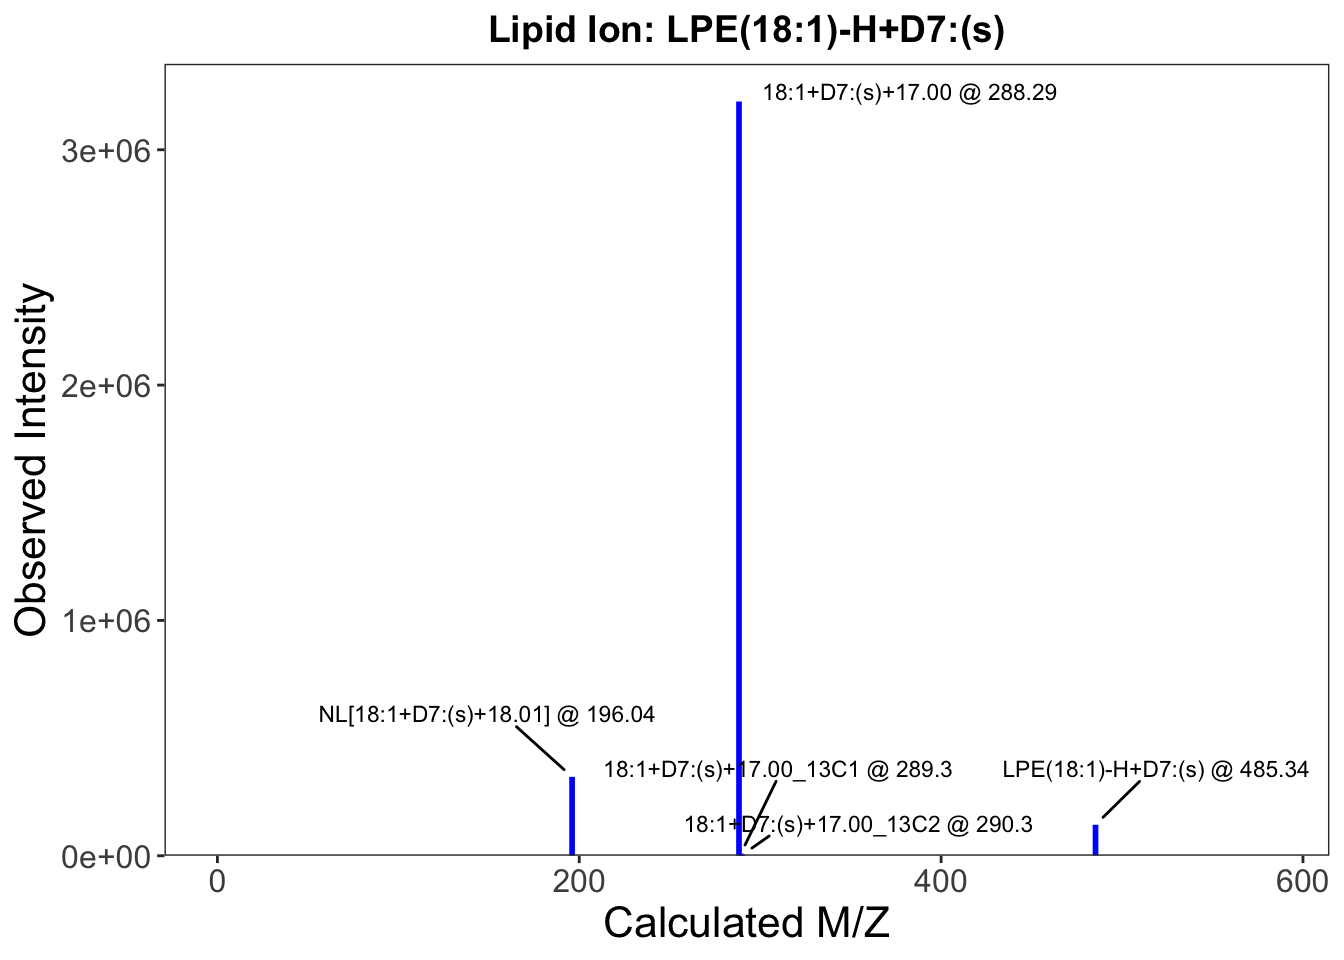 Lipid Ion: LPE(18:1)-H+D7:(s)
18:1+D7:(s)+17.00 @ 288.29
3e+06
2e+06
Observed Intensity
1e+06
NL[18:1+D7:(s)+18.01] @ 196.04
18:1+D7:(s)+17.00_13C1 @ 289.3
LPE(18:1)-H+D7:(s) @ 485.34
18:1+D7:(s)+17.00_13C2 @ 290.3
0e+00
0
200
400
600
Calculated M/Z